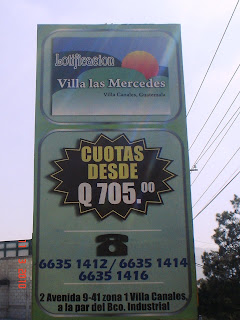 Lotificacion
Villa las Mercedes
Villa Canales, Guatemala
CUOTAS
DESDE
Q 705.00
6635 1412 / 6635 1414
6635 1416
2 Avenida 9-41 zona 1 Villa Canales,
a la par del Bco. Industrial